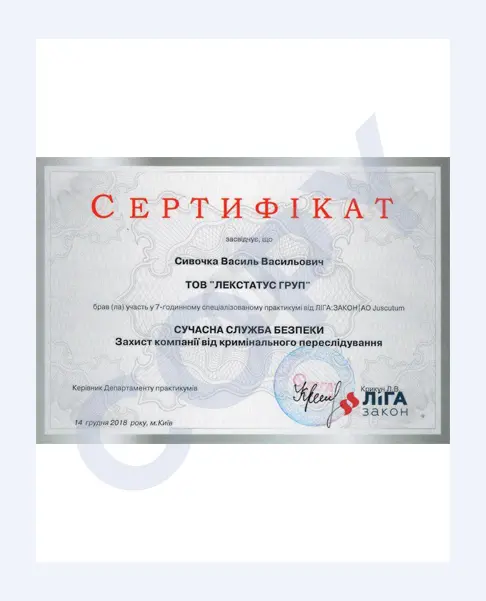 СЕРТИФІКАТ
засвідчує, що
Сивочка Василь Васильович
ТОВ "ЛЕКСТАТУС ГРУП"
брав (ла) участь у 7-годинному спеціалізованому практикумі від ЛІГА:ЗАКОН|АО Juscutum
СУЧАСНА СЛУЖБА БЕЗПЕКИ
Захист компанії від кримінального переслідування
Керівник Департаменту практикумів
Крикун Л.В.
ЛІГА
закон
14 грудня 2018 року, м.Київ
COPY